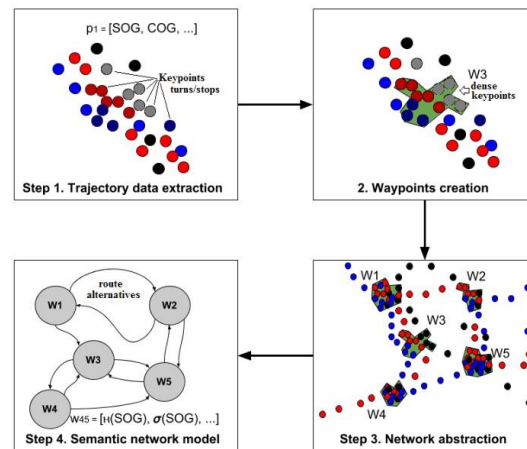 p1 = [SOG, COG, ...]
Keypoints
turns/stops
Step 1. Trajectory data extraction
W3
dense
keypoints
2. Waypoints creation
W1
W2
W3
W5
W4
Step 3. Network abstraction
route
alternatives
W1
W2
W3
W5
W4
W45 = [H(SOG), σ(SOG), ...]
Step 4. Semantic network model